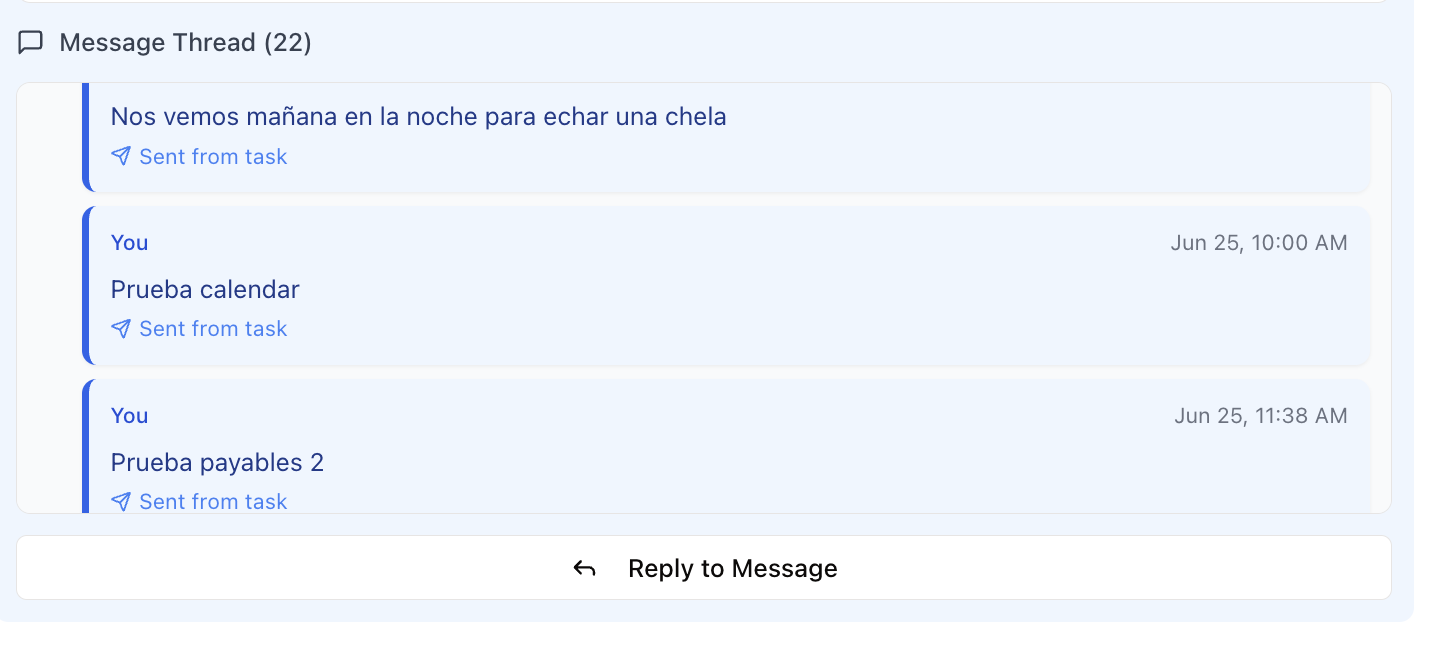 Message Thread (22)
Nos vemos mañana en la noche para echar una chela
Sent from task
You
Jun 25, 10:00 AM
Prueba calendar
Sent from task
You
Jun 25, 11:38 AM
Prueba payables 2
Sent from task
Reply to Message